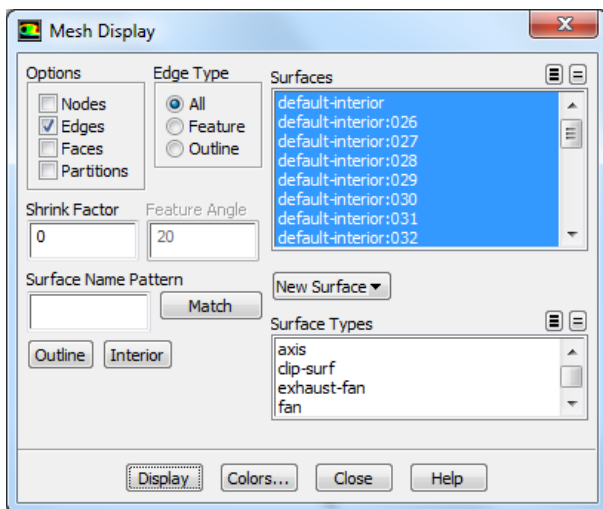 Mesh Display
Options
Nodes
Edges
Faces
Partitions
Edge Type
All
Feature
Outline
Shrink Factor
0
Feature Angle
20
Surface Name Pattern
Match
Outline Interior
Surfaces
default-interior
default-interior:026
default-interior:027
default-interior:028
default-interior:029
default-interior:030
default-interior:031
default-interior:032
New Surface
Surface Types
axis
clip-surf
exhaust-fan
fan
Display Colors... Close Help